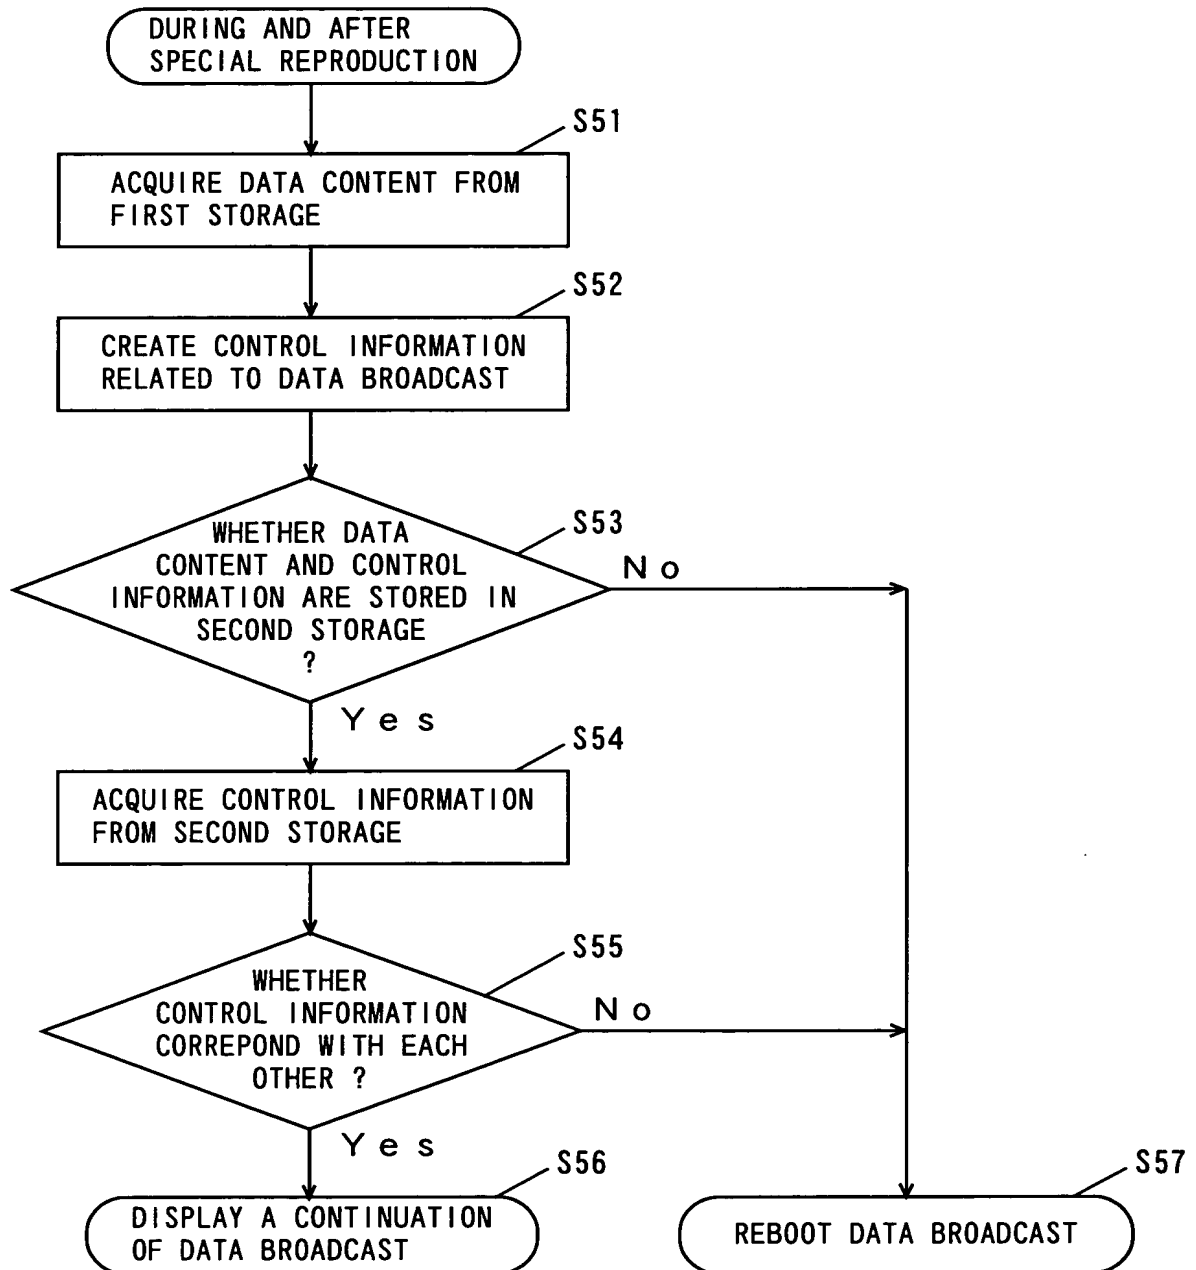 DURING AND AFTER
SPECIAL REPRODUCTION
S51
ACQUIRE DATA CONTENT FROM
FIRST STORAGE
S52
CREATE CONTROL INFORMATION
RELATED TO DATA BROADCAST
S53
WHETHER DATA
CONTENT AND CONTROL
INFORMATION ARE STORED IN
SECOND STORAGE
?
No
Yes
S54
ACQUIRE CONTROL INFORMATION
FROM SECOND STORAGE
S55
WHETHER
CONTROL INFORMATION
CORREPOND WITH EACH
OTHER ?
No
Yes
S56
DISPLAY A CONTINUATION
OF DATA BROADCAST
S57
REBOOT DATA BROADCAST